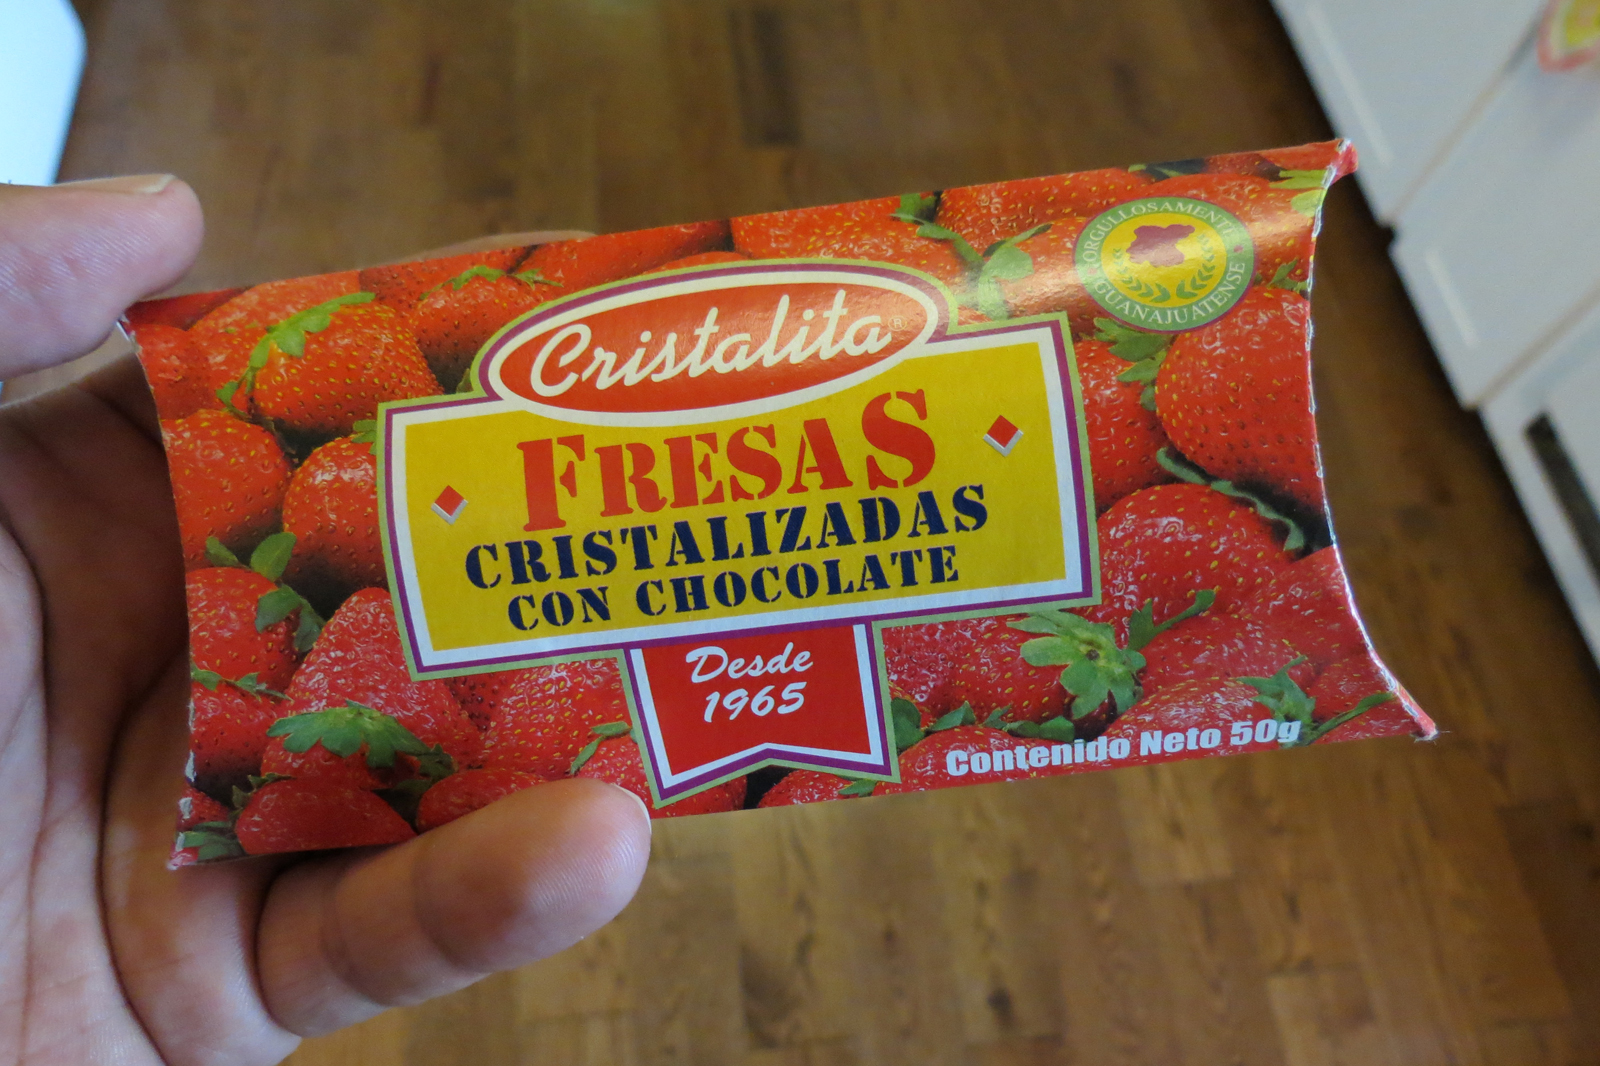 Cristalita®
FRESAS
CRISTALIZADAS
CON CHOCOLATE
Desde
1965
Contenido Neto 50g
ORGULLOSAMENTE
GUANAJUATENSE